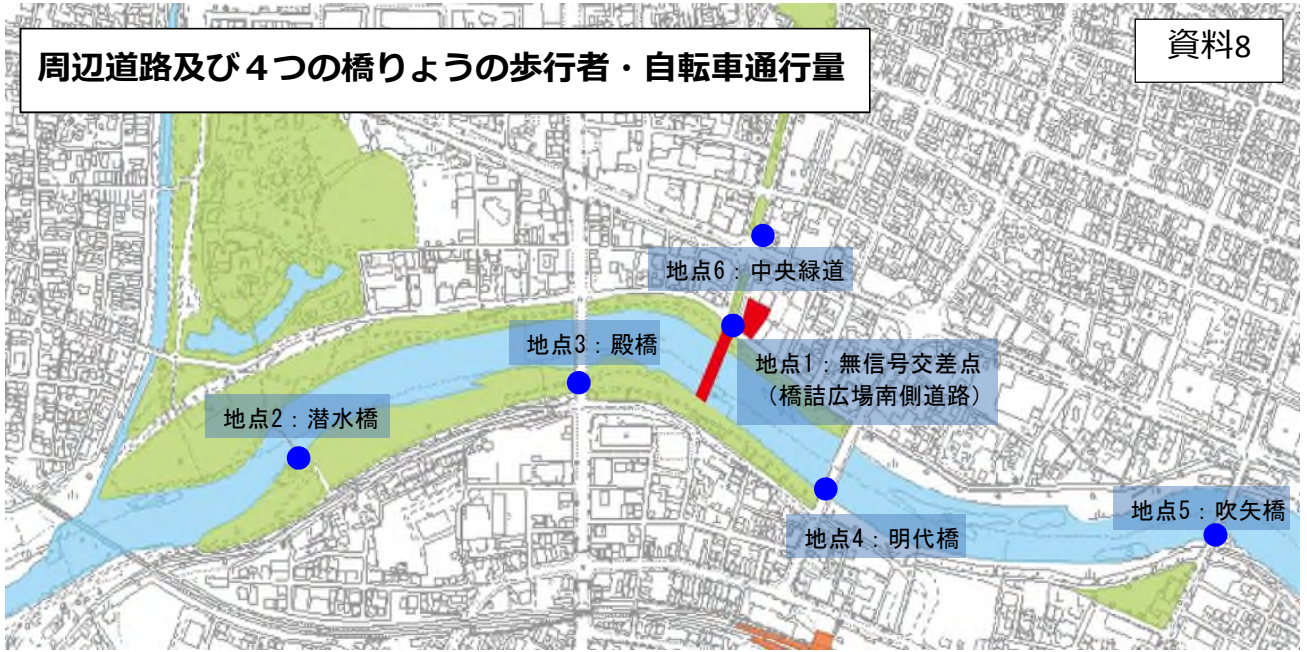 周辺道路及び４つの橋りょうの歩行者・自転車通行量
資料8
地点6：中央緑道
地点3：殿橋
地点1：無信号交差点
（橋詰広場南側道路）
地点2：潜水橋
地点5：吹矢橋
地点4：明代橋